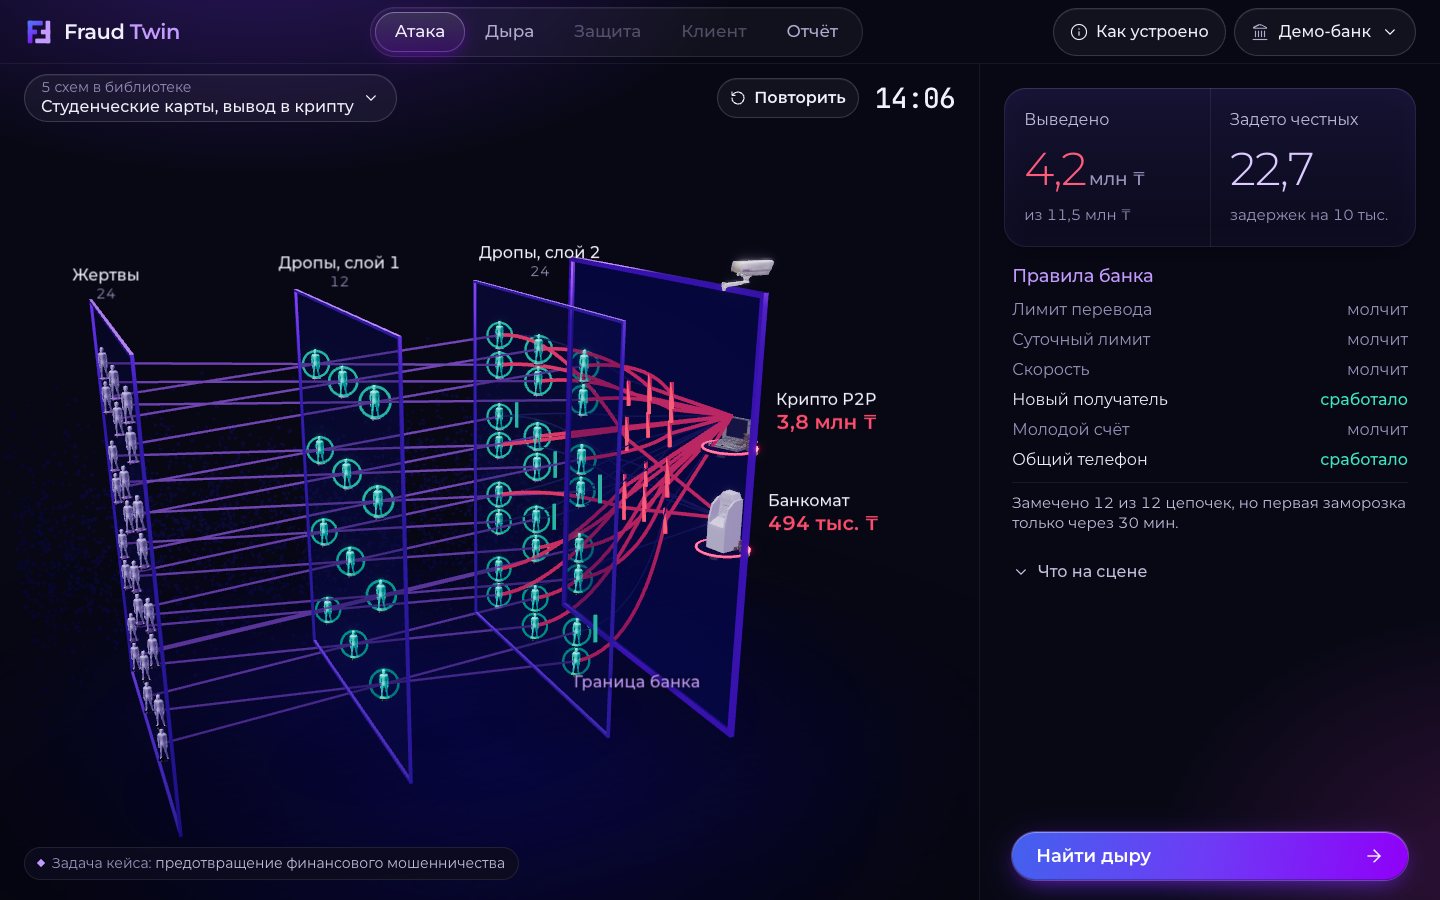 Fraud Twin
Атака
Дыра
Защита
Клиент
Отчёт
Как устроено
Демо-банк
5 схем в библиотеке
Студенческие карты, вывод в крипту
Повторить
14:06
Жертвы
24
Дропы, слой 1
12
Дропы, слой 2
24
Крипто P2P
3,8 млн ₸
Банкомат
494 тыс. ₸
Граница банка
Задача кейса: предотвращение финансового мошенничества
Выведено
4,2 млн ₸
из 11,5 млн ₸
Задето честных
22,7
задержек на 10 тыс.
Правила банка
Лимит перевода молчит
Суточный лимит молчит
Скорость молчит
Новый получатель сработало
Молодой счёт молчит
Общий телефон сработало
Замечено 12 из 12 цепочек, но первая заморозка
только через 30 мин.
Что на сцене
Найти дыру